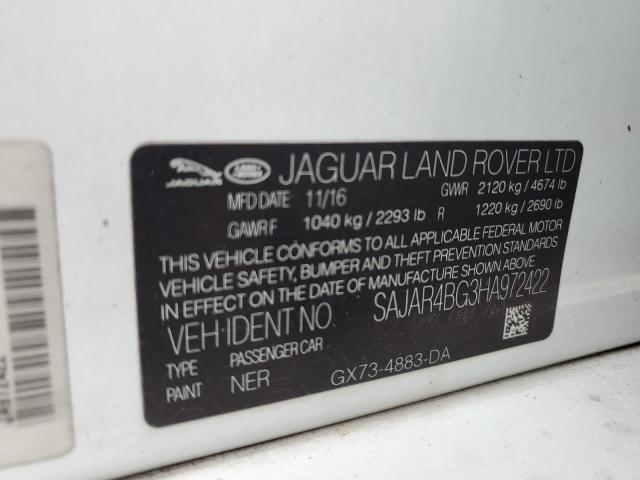 JAGUAR LAND ROVER JAGUAR LAND ROVER LTD
MFD DATE 11/16 GWR 2120 kg / 4674 lb
GAWR F 1040 kg / 2293 lb R 1220 kg / 2690 lb
THIS VEHICLE CONFORMS TO ALL APPLICABLE FEDERAL MOTOR
VEHICLE SAFETY, BUMPER AND THEFT PREVENTION STANDARDS
IN EFFECT ON THE DATE OF MANUFACTURE SHOWN ABOVE
VEH IDENT NO SAJAR4BG3HA972422
TYPE PASSENGER CAR
PAINT NER GX73-4883-DA